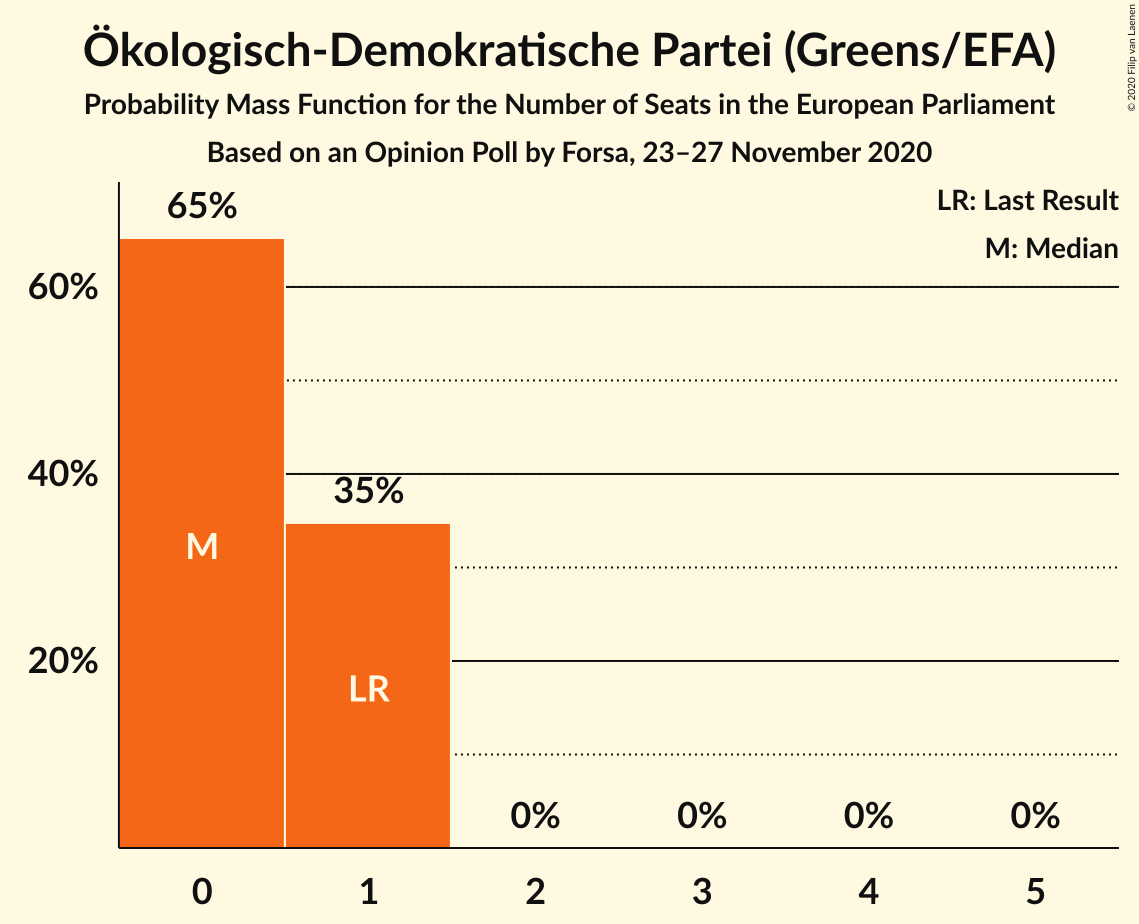 Ökologisch-Demokratische Partei (Greens/EFA)
Probability Mass Function for the Number of Seats in the European Parliament
Based on an Opinion Poll by Forsa, 23–27 November 2020
© 2020 Filip van Laenen
LR: Last Result
M: Median
65%
60%
40%
35%
M
20%
LR
0% 0% 0% 0%
0 1 2 3 4 5